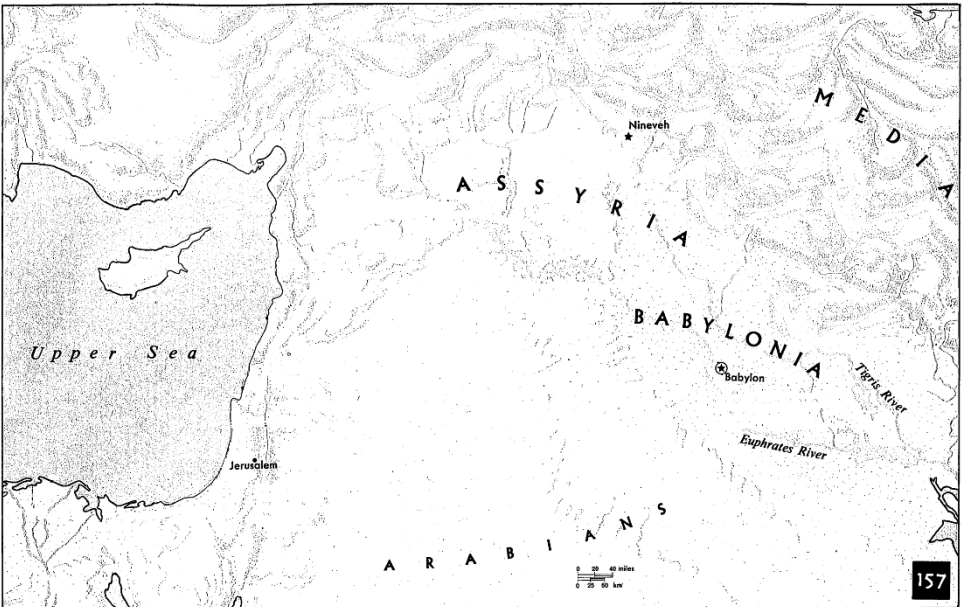 MEDIA
Nineveh
ASSYRIA
BABYLONIA
Upper Sea
Babylon
Tigris River
Euphrates River
Jerusalem
ARABIANS
0 20 40 miles
0 25 50 km
157